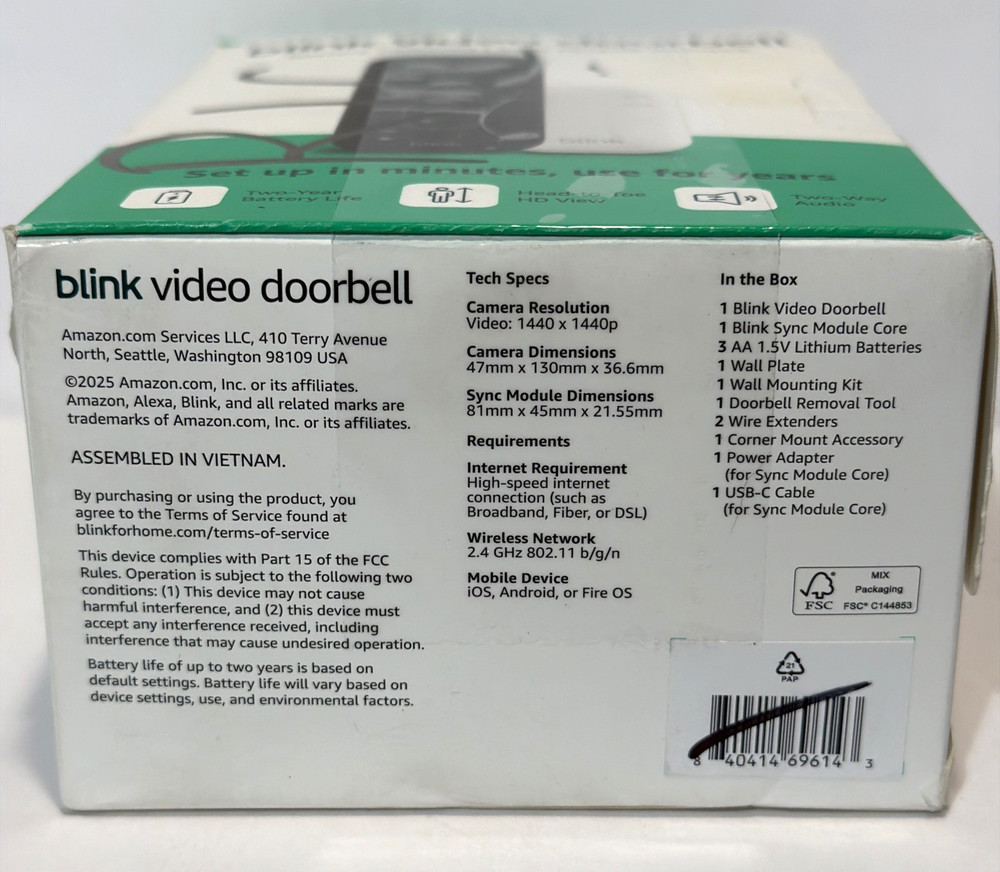 blink video doorbell
blink
Set up in minutes, use for years
Two-Year
Battery Life
Head-to-Toe
HD View
Two-Way
Audio
blink video doorbell
Amazon.com Services LLC, 410 Terry Avenue
North, Seattle, Washington 98109 USA
©2025 Amazon.com, Inc. or its affiliates.
Amazon, Alexa, Blink, and all related marks are
trademarks of Amazon.com, Inc. or its affiliates.
ASSEMBLED IN VIETNAM.
By purchasing or using the product, you
agree to the Terms of Service found at
blinkforhome.com/terms-of-service
This device complies with Part 15 of the FCC
Rules. Operation is subject to the following two
conditions: (1) This device may not cause
harmful interference, and (2) this device must
accept any interference received, including
interference that may cause undesired operation.
Battery life of up to two years is based on
default settings. Battery life will vary based on
device settings, use, and environmental factors.
Tech Specs
Camera Resolution
Video: 1440 x 1440p
Camera Dimensions
47mm x 130mm x 36.6mm
Sync Module Dimensions
81mm x 45mm x 21.55mm
Requirements
Internet Requirement
High-speed internet
connection (such as
Broadband, Fiber, or DSL)
Wireless Network
2.4 GHz 802.11 b/g/n
Mobile Device
iOS, Android, or Fire OS
In the Box
1 Blink Video Doorbell
1 Blink Sync Module Core
3 AA 1.5V Lithium Batteries
1 Wall Plate
1 Wall Mounting Kit
1 Doorbell Removal Tool
2 Wire Extenders
1 Corner Mount Accessory
1 Power Adapter
(for Sync Module Core)
1 USB-C Cable
(for Sync Module Core)
FSC
MIX
Packaging
FSC® C144853
21
PAP
8 40414 69614 3